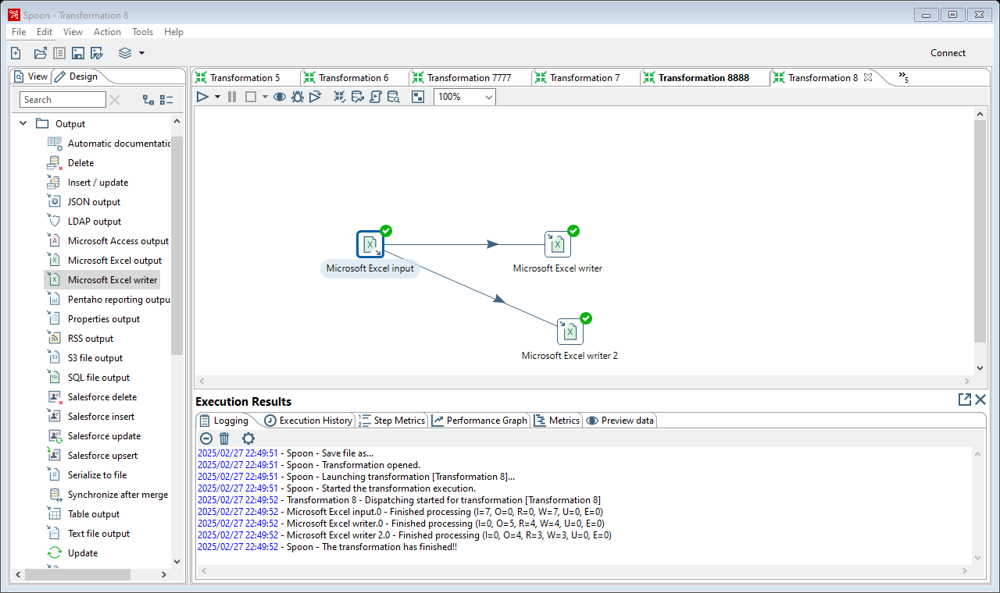 Spoon - Transformation 8
File Edit View Action Tools Help
Connect
View Design
Transformation 5 Transformation 6 Transformation 7777 Transformation 7 Transformation 8888 Transformation 8 » 5
Search
100%
Output
Automatic documentatic
Delete
Insert / update
JSON output
LDAP output
Microsoft Access output
Microsoft Excel output
Microsoft Excel writer
Pentaho reporting outpu
Properties output
RSS output
S3 file output
SQL file output
Salesforce delete
Salesforce insert
Salesforce update
Salesforce upsert
Serialize to file
Synchronize after merge
Table output
Text file output
Update
Microsoft Excel input
Microsoft Excel writer
Microsoft Excel writer 2
Execution Results
Logging Execution History Step Metrics Performance Graph Metrics Preview data
2025/02/27 22:49:51 - Spoon - Save file as...
2025/02/27 22:49:51 - Spoon - Transformation opened.
2025/02/27 22:49:51 - Spoon - Launching transformation [Transformation 8]...
2025/02/27 22:49:51 - Spoon - Started the transformation execution.
2025/02/27 22:49:52 - Transformation 8 - Dispatching started for transformation [Transformation 8]
2025/02/27 22:49:52 - Microsoft Excel input.0 - Finished processing (I=7, O=0, R=0, W=7, U=0, E=0)
2025/02/27 22:49:52 - Microsoft Excel writer.0 - Finished processing (I=0, O=5, R=4, W=4, U=0, E=0)
2025/02/27 22:49:52 - Microsoft Excel writer 2.0 - Finished processing (I=0, O=4, R=3, W=3, U=0, E=0)
2025/02/27 22:49:52 - Spoon - The transformation has finished!!